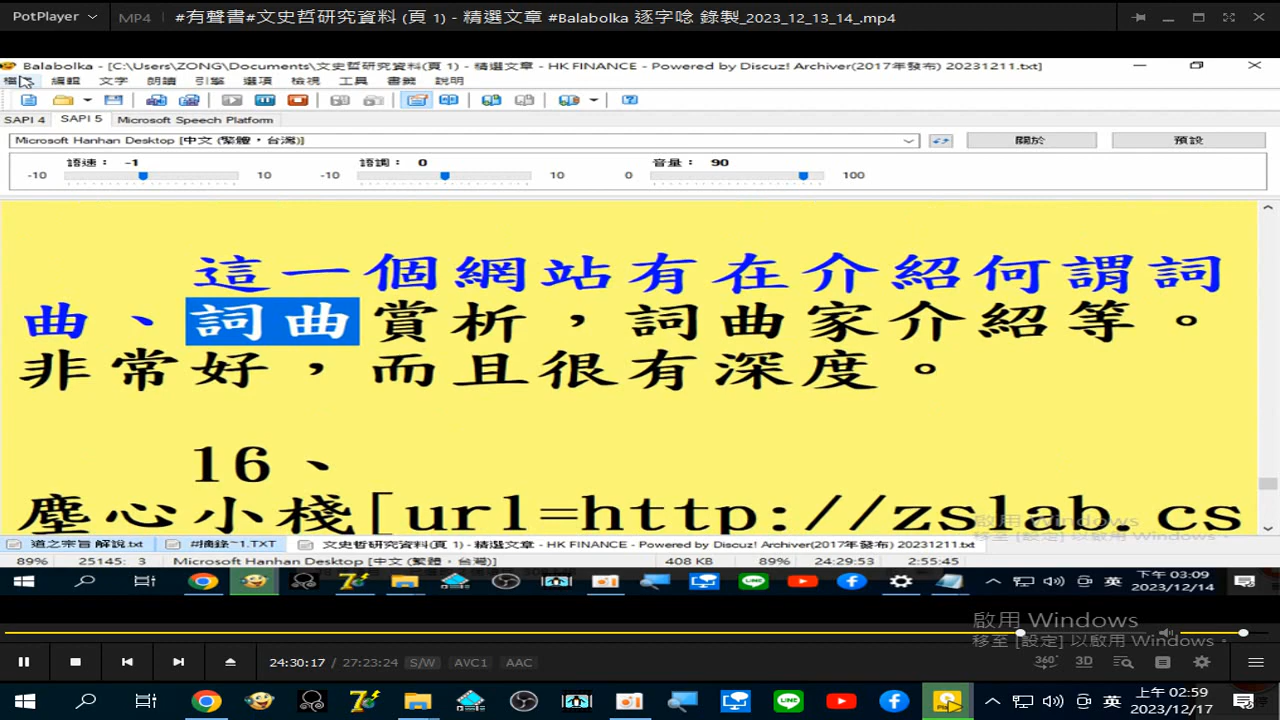 PotPlayer MP4 #有聲書#文史哲研究資料 (頁 1) - 精選文章 #Balabolka 逐字唸 錄製_2023_12_13_14_.mp4
Balabolka - [C:\Users\ZONG\Documents\文史哲研究資料(頁 1) - 精選文章 - HK FINANCE - Powered by Discuz! Archiver(2017年發布) 20231211.txt]
編輯 文字 朗讀 引擎 選項 檢視 工具 書籤 說明
SAPI 4 SAPI 5 Microsoft Speech Platform
Microsoft Hanhan Desktop [中文 (繁體，台灣)] 關於 預設
語速： -1 語調： 0 音量： 90
-10 10 -10 10 0 100
這一個網站有在介紹何謂詞
曲、詞曲賞析，詞曲家介紹等。
非常好，而且很有深度。
16、
塵心小棧[url=http://zslab.cs
啟用 Windows
移至 [設定] 以啟用 Windows。
道之宗旨 解說.txt #摘錄~1.TXT 文史哲研究資料(頁 1) - 精選文章 - HK FINANCE - Powered by Discuz! Archiver(2017年發布) 20231211.txt
89% 25145: 3 Microsoft Hanhan Desktop [中文 (繁體，台灣)] 408 KB 89% 24:29:53 2:55:45
英 下午 03:09
2023/12/14
啟用 Windows
移至 [設定] 以啟用 Windows。
24:30:17 / 27:23:24 S/W AVC1 AAC 360° 3D
英 上午 02:59
2023/12/17